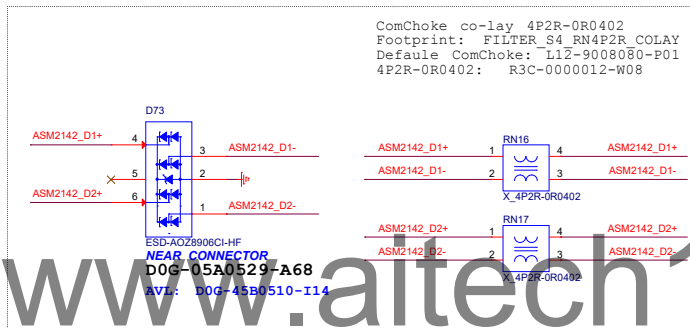 ComChoke co-lay 4P2R-0R0402
Footprint: FILTER_S4_RN4P2R_COLAY
Defaule ComChoke: L12-9008080-P01
4P2R-0R0402: R3C-0000012-W08
D73
ASM2142_D1+ 4
3 ASM2142_D1-
5 2
ASM2142_D2+ 6
1 ASM2142_D2-
ESD-AOZ8906CI-HF
NEAR CONNECTOR
D0G-05A0529-A68
AVL: D0G-45B0510-I14
RN16
ASM2142_D1+ 1 4 ASM2142_D1+
ASM2142_D1- 2 3 ASM2142_D1-
X_4P2R-0R0402
RN17
ASM2142_D2+ 1 4 ASM2142_D2+
ASM2142_D2- 2 3 ASM2142_D2-
X_4P2R-0R0402
www.aitech1